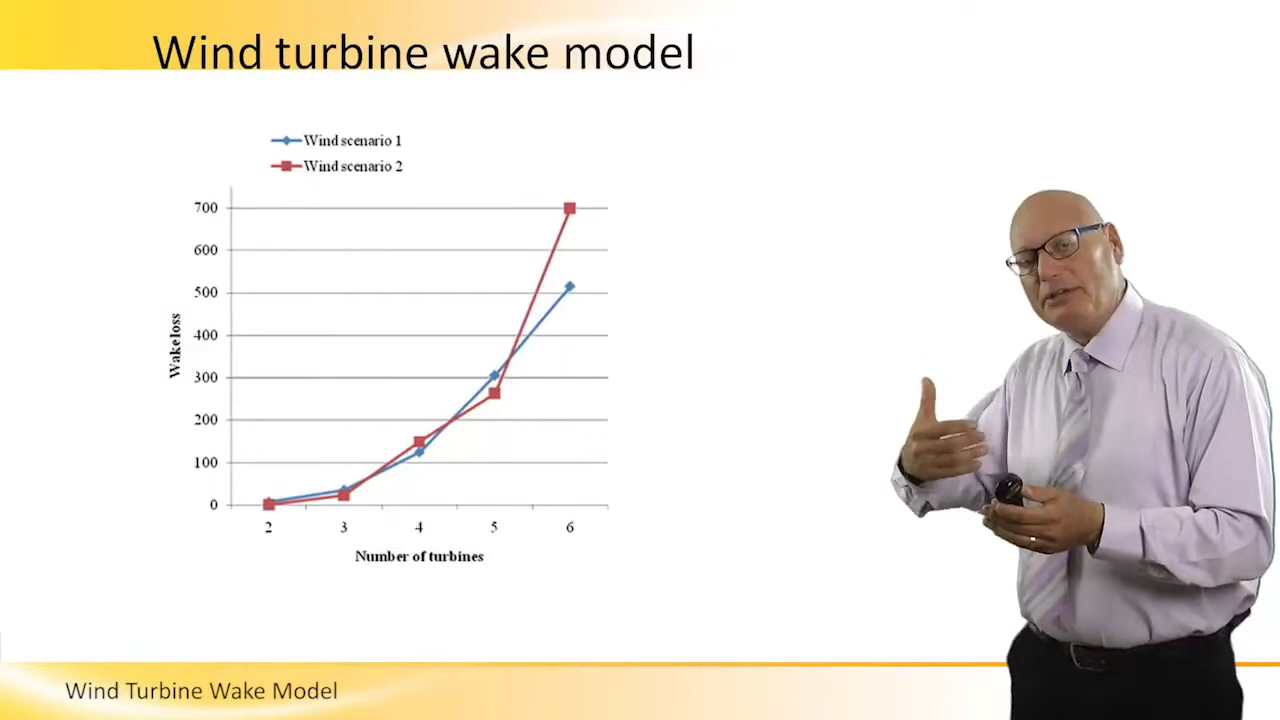 Wind turbine wake model
Wind scenario 1
Wind scenario 2
700
600
500
400
300
200
100
0
Wake loss
2 3 4 5 6
Number of turbines
Wind Turbine Wake Model